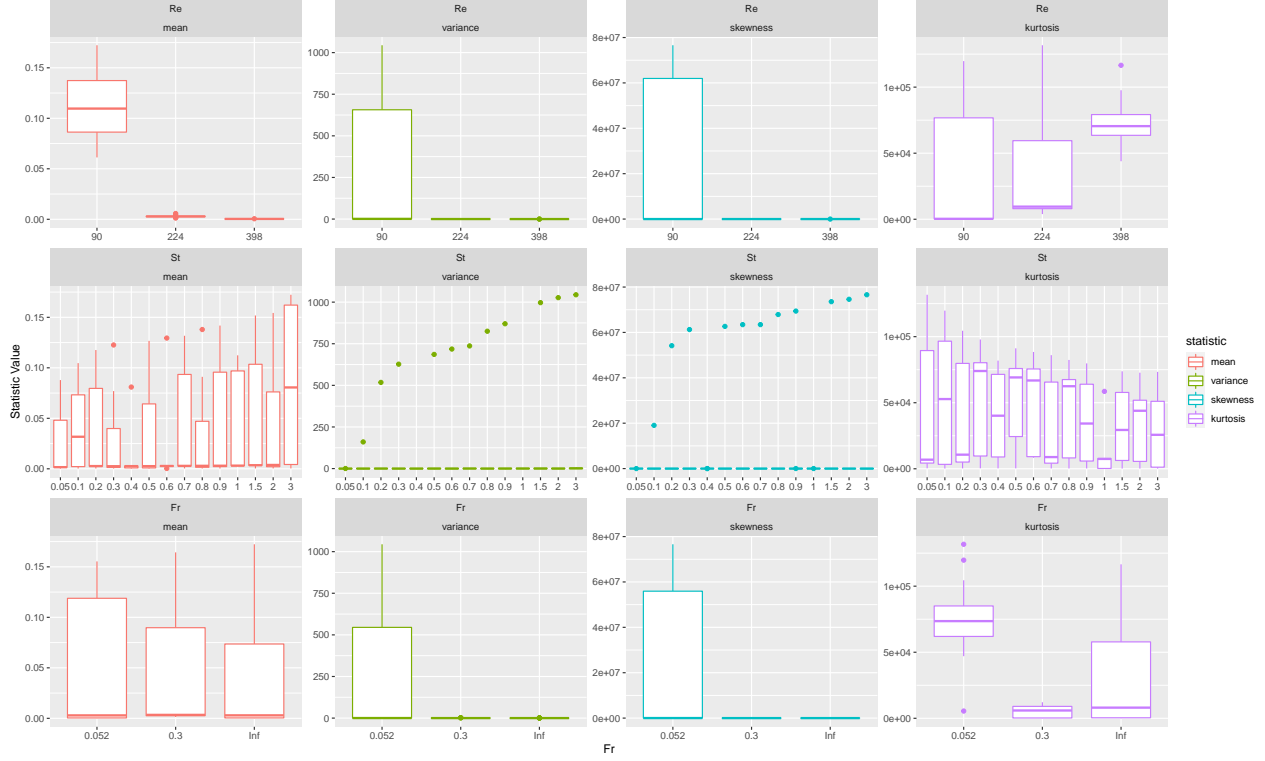 Re Re Re Re
mean variance skewness kurtosis
0.15 0.10 0.05 0.00
1000 750 500 250 0
8e+07 6e+07 4e+07 2e+07 0e+00
1e+05 5e+04 0e+00
90 224 398 90 224 398 90 224 398 90 224 398
St St St St
mean variance skewness kurtosis
0.15 0.10 0.05 0.00
1000 750 500 250 0
8e+07 6e+07 4e+07 2e+07 0e+00
1e+05 5e+04 0e+00
0.05 0.1 0.2 0.3 0.4 0.5 0.6 0.7 0.8 0.9 1 1.5 2 3
0.05 0.1 0.2 0.3 0.4 0.5 0.6 0.7 0.8 0.9 1 1.5 2 3
0.05 0.1 0.2 0.3 0.4 0.5 0.6 0.7 0.8 0.9 1 1.5 2 3
0.05 0.1 0.2 0.3 0.4 0.5 0.6 0.7 0.8 0.9 1 1.5 2 3
Statistic Value
statistic
mean
variance
skewness
kurtosis
Fr Fr Fr Fr
mean variance skewness kurtosis
0.15 0.10 0.05 0.00
1000 750 500 250 0
8e+07 6e+07 4e+07 2e+07 0e+00
1e+05 5e+04 0e+00
0.052 0.3 Inf 0.052 0.3 Inf 0.052 0.3 Inf 0.052 0.3 Inf
Fr